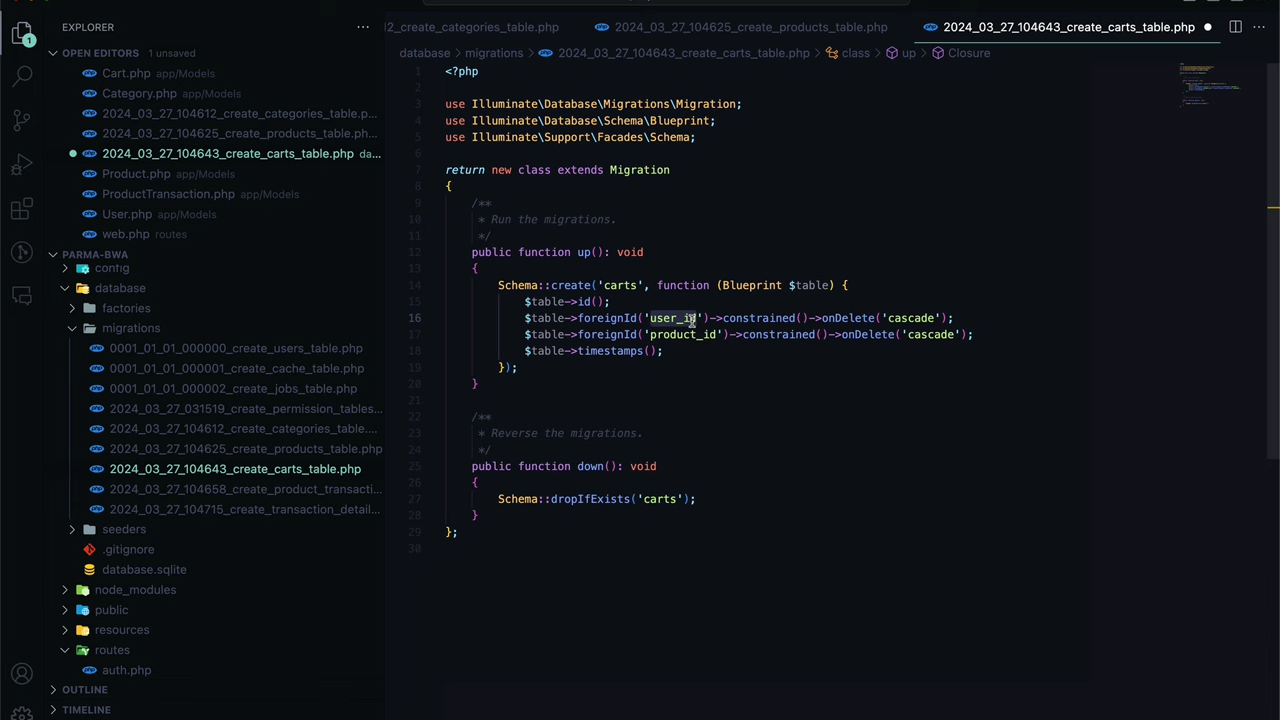 EXPLORER
OPEN EDITORS 1 unsaved
Cart.php app/Models
Category.php app/Models
2024_03_27_104612_create_categories_table.p...
2024_03_27_104625_create_products_table.ph...
2024_03_27_104643_create_carts_table.php da...
Product.php app/Models
ProductTransaction.php app/Models
User.php app/Models
web.php routes
PARMA-BWA
config
database
factories
migrations
0001_01_01_000000_create_users_table.php
0001_01_01_000001_create_cache_table.php
0001_01_01_000002_create_jobs_table.php
2024_03_27_031519_create_permission_tables...
2024_03_27_104612_create_categories_table....
2024_03_27_104625_create_products_table.php
2024_03_27_104643_create_carts_table.php
2024_03_27_104658_create_product_transacti...
2024_03_27_104715_create_transaction_detail...
seeders
.gitignore
database.sqlite
node_modules
public
resources
routes
auth.php
OUTLINE
TIMELINE
1
12_create_categories_table.php 2024_03_27_104625_create_products_table.php 2024_03_27_104643_create_carts_table.php
database > migrations > 2024_03_27_104643_create_carts_table.php > class > up > Closure
1 <?php
2
3 use Illuminate\Database\Migrations\Migration;
4 use Illuminate\Database\Schema\Blueprint;
5 use Illuminate\Support\Facades\Schema;
6
7 return new class extends Migration
8 {
9 /**
10 * Run the migrations.
11 */
12 public function up(): void
13 {
14 Schema::create('carts', function (Blueprint $table) {
15 $table->id();
16 $table->foreignId('user_id')->constrained()->onDelete('cascade');
17 $table->foreignId('product_id')->constrained()->onDelete('cascade');
18 $table->timestamps();
19 });
20 }
21
22 /**
23 * Reverse the migrations.
24 */
25 public function down(): void
26 {
27 Schema::dropIfExists('carts');
28 }
29 };
30